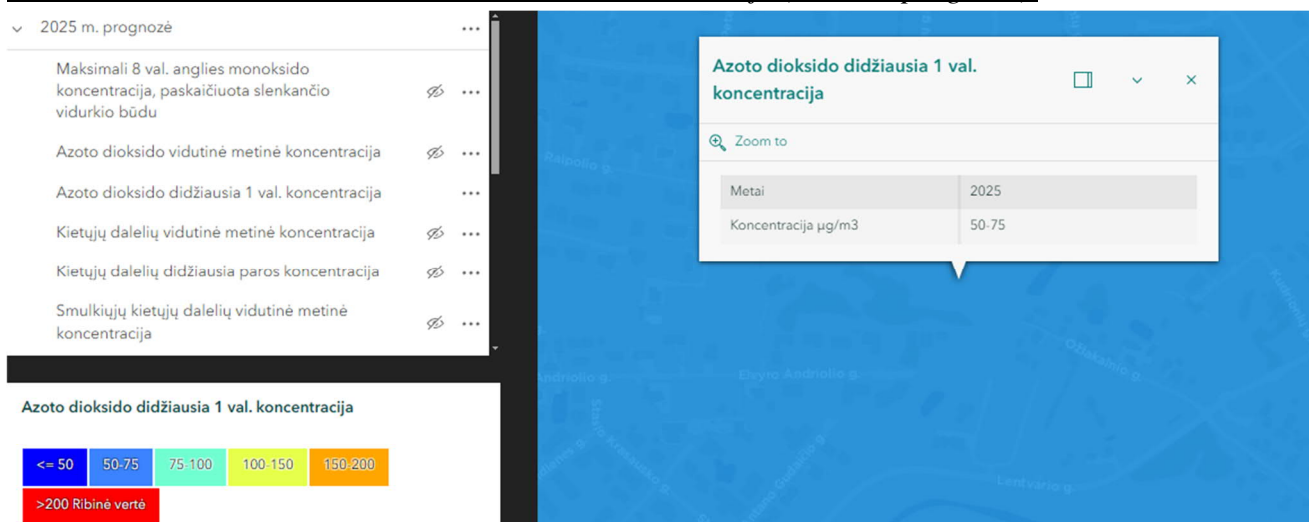 2025 m. prognozė
Maksimali 8 val. anglies monoksido
koncentracija, paskaičiuota slenkančio
vidurkio būdu
Azoto dioksido vidutinė metinė koncentracija
Azoto dioksido didžiausia 1 val. koncentracija
Kietųjų dalelių vidutinė metinė koncentracija
Kietųjų dalelių didžiausia paros koncentracija
Smulkiųjų kietųjų dalelių vidutinė metinė
koncentracija
Azoto dioksido didžiausia 1 val. koncentracija
<= 50
50-75
75-100
100-150
150-200
>200 Ribinė vertė
Azoto dioksido didžiausia 1 val.
koncentracija
Zoom to
Metai 2025
Koncentracija µg/m3 50-75
Elvyro Andriolio g.
Lentvario g.